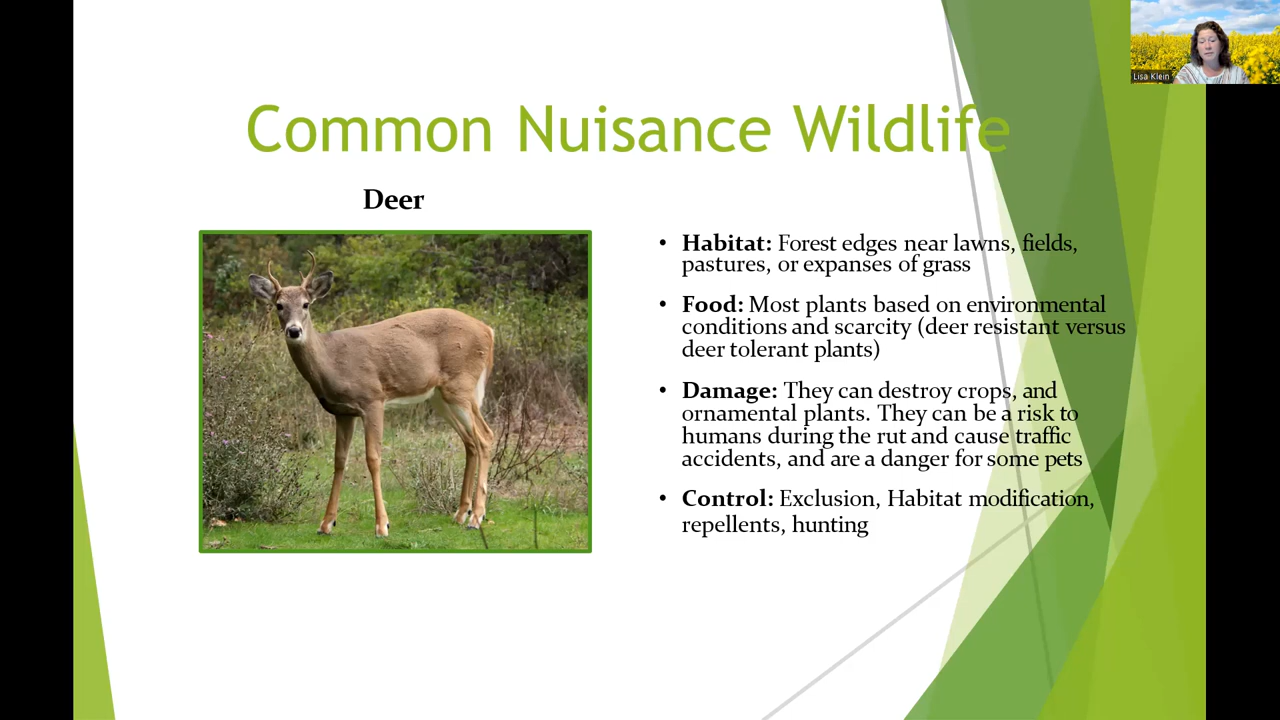 Lisa Klein
Common Nuisance Wildlife
Deer
• Habitat: Forest edges near lawns, fields,
pastures, or expanses of grass
• Food: Most plants based on environmental
conditions and scarcity (deer resistant versus
deer tolerant plants)
• Damage: They can destroy crops, and
ornamental plants. They can be a risk to
humans during the rut and cause traffic
accidents, and are a danger for some pets
• Control: Exclusion, Habitat modification,
repellents, hunting